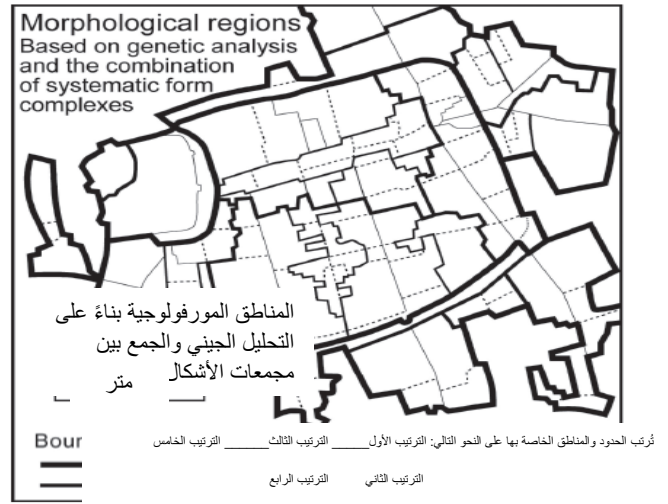 Morphological regions
Based on genetic analysis
and the combination
of systematic form
complexes
المناطق المورفولوجية بناءً على
التحليل الجيني والجمع بين
مجمعات الأشكال
متر
Bour
تُرتب الحدود والمناطق الخاصة بها على النحو التالي: الترتيب الأول______ الترتيب الثالث________ الترتيب الخامس
الترتيب الثاني الترتيب الرابع